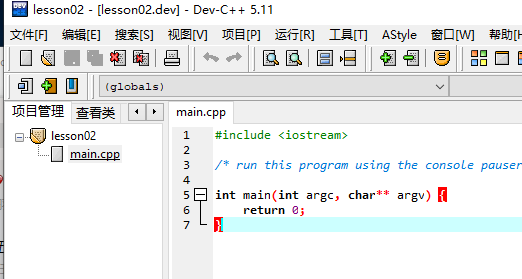 lesson02 - [lesson02.dev] - Dev-C++ 5.11
文件[F] 编辑[E] 搜索[S] 视图[V] 项目[P] 运行[R] 工具[T] AStyle 窗口[W] 帮助[H
(globals)
项目管理 查看类 main.cpp
lesson02
main.cpp
1 #include <iostream>
2
3 /* run this program using the console pauser
4
5 int main(int argc, char** argv) {
6 return 0;
7 }